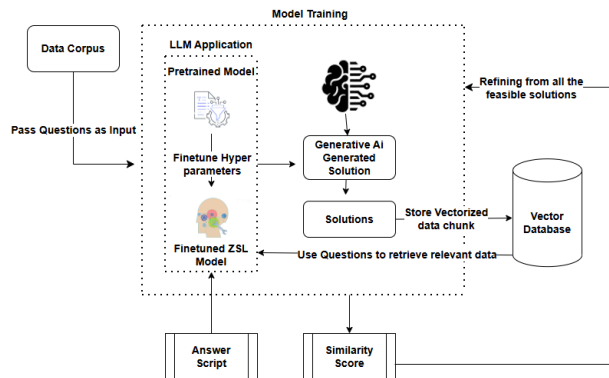 Model Training
Data Corpus
LLM Application
Pretrained Model
Refining from all the
feasible solutions
Pass Questions as Input
Finetune Hyper
parameters
Generative Ai
Generated
Solution
Solutions
Store Vectorized
data chunk
Vector
Database
Finetuned ZSL
Model
Use Questions to retrieve relevant data
Answer
Script
Similarity
Score